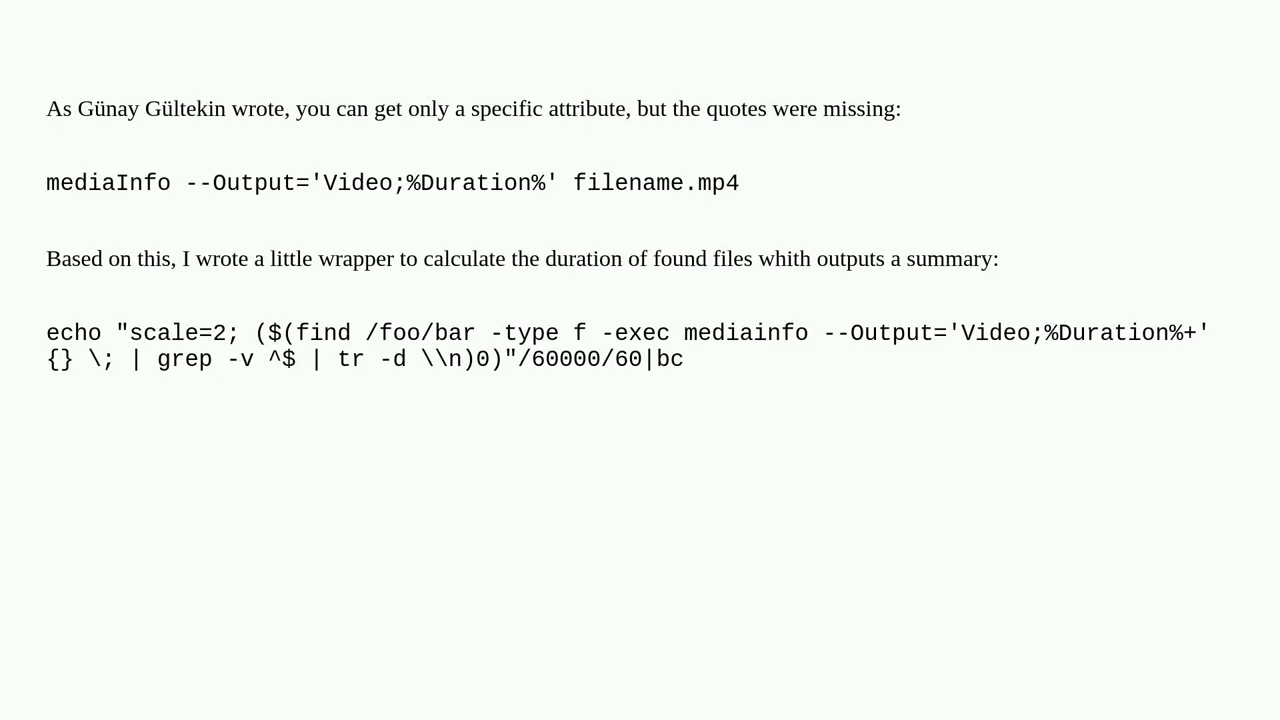 As Günay Gültekin wrote, you can get only a specific attribute, but the quotes were missing:
mediaInfo --Output='Video;%Duration%' filename.mp4
Based on this, I wrote a little wrapper to calculate the duration of found files whith outputs a summary:
echo "scale=2; ($(find /foo/bar -type f -exec mediainfo --Output='Video;%Duration%+'
{} \; | grep -v ^$ | tr -d \\n)0)"/60000/60|bc